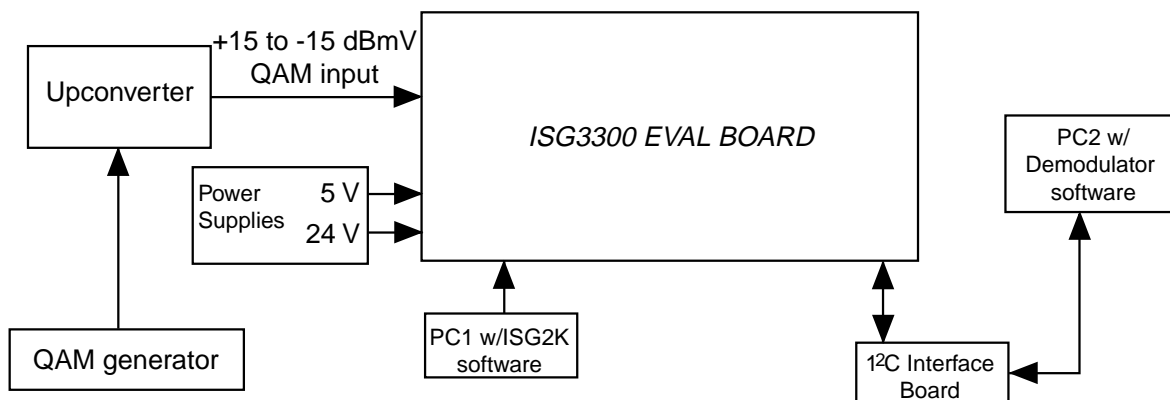 +15 to -15 dBmV
QAM input
Upconverter
ISG3300 EVAL BOARD
PC2 w/
Demodulator
software
Power
Supplies
5 V
24 V
QAM generator
PC1 w/ISG2K
software
1²C Interface
Board